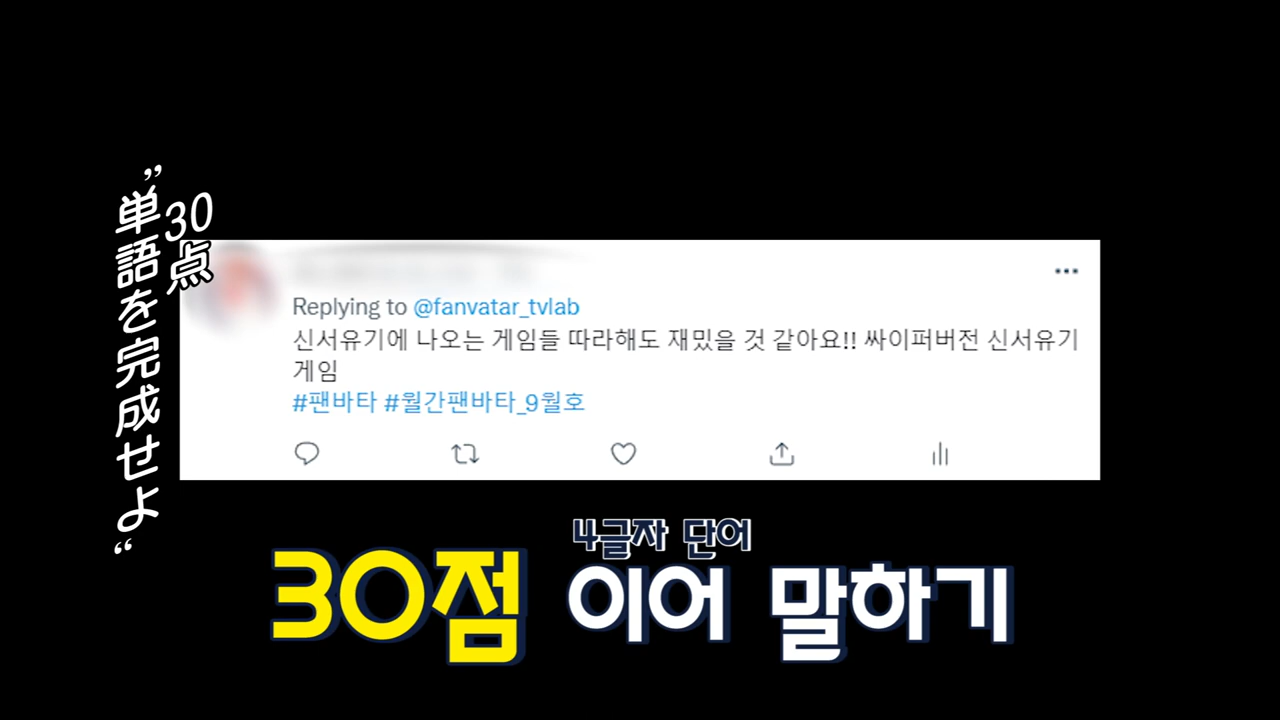 30点
"単語を完成せよ"
Replying to @fanvatar_tvlab
신서유기에 나오는 게임들 따라해도 재밌을 것 같아요!! 싸이퍼버전 신서유기
게임
#팬바타 #월간팬바타_9월호
4글자 단어
30점 이어 말하기